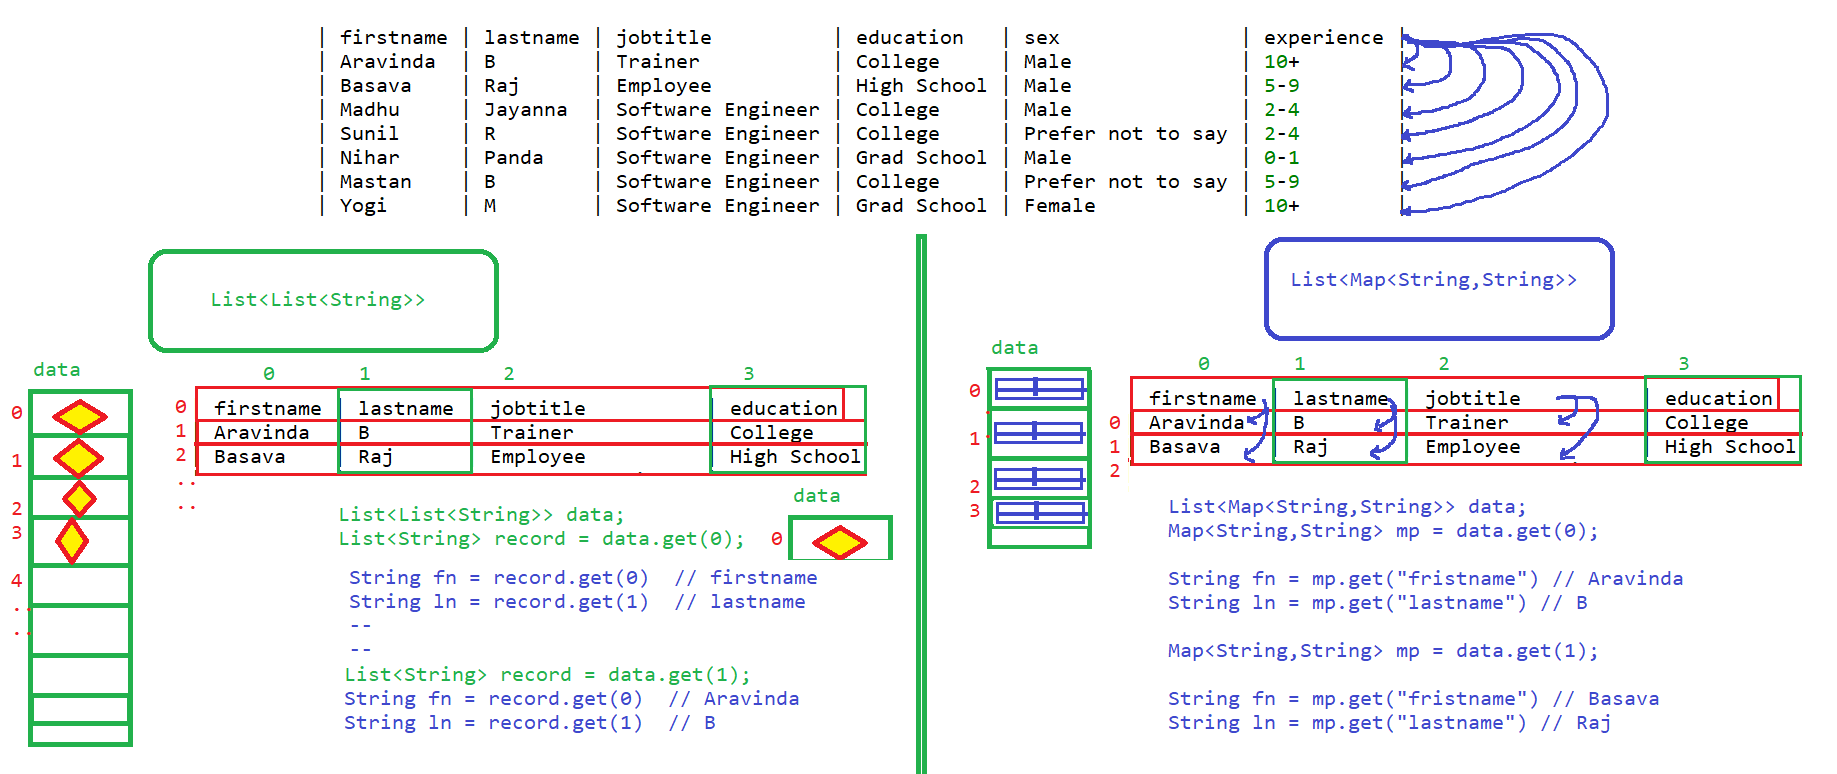 | firstname | lastname | jobtitle | education | sex | experience |
| Aravinda | B | Trainer | College | Male | 10+ |
| Basava | Raj | Employee | High School | Male | 5-9 |
| Madhu | Jayanna | Software Engineer | College | Male | 2-4 |
| Sunil | R | Software Engineer | College | Prefer not to say | 2-4 |
| Nihar | Panda | Software Engineer | Grad School | Male | 0-1 |
| Mastan | B | Software Engineer | College | Prefer not to say | 5-9 |
| Yogi | M | Software Engineer | Grad School | Female | 10+ |
List<List<String>>
data
0
1
2
3
4
..
..
0 1 2 3
0 firstname lastname jobtitle education
1 Aravinda B Trainer College
2 Basava Raj Employee High School
..
..
List<List<String>> data;
List<String> record = data.get(0);
data
0
String fn = record.get(0) // firstname
String ln = record.get(1) // lastname
--
--
List<String> record = data.get(1);
String fn = record.get(0) // Aravinda
String ln = record.get(1) // B
List<Map<String,String>>
data
0
1
2
3
0 1 2 3
firstname lastname jobtitle education
0 Aravinda B Trainer College
1 Basava Raj Employee High School
2
List<Map<String,String>> data;
Map<String,String> mp = data.get(0);
String fn = mp.get("fristname") // Aravinda
String ln = mp.get("lastname") // B
Map<String,String> mp = data.get(1);
String fn = mp.get("fristname") // Basava
String ln = mp.get("lastname") // Raj